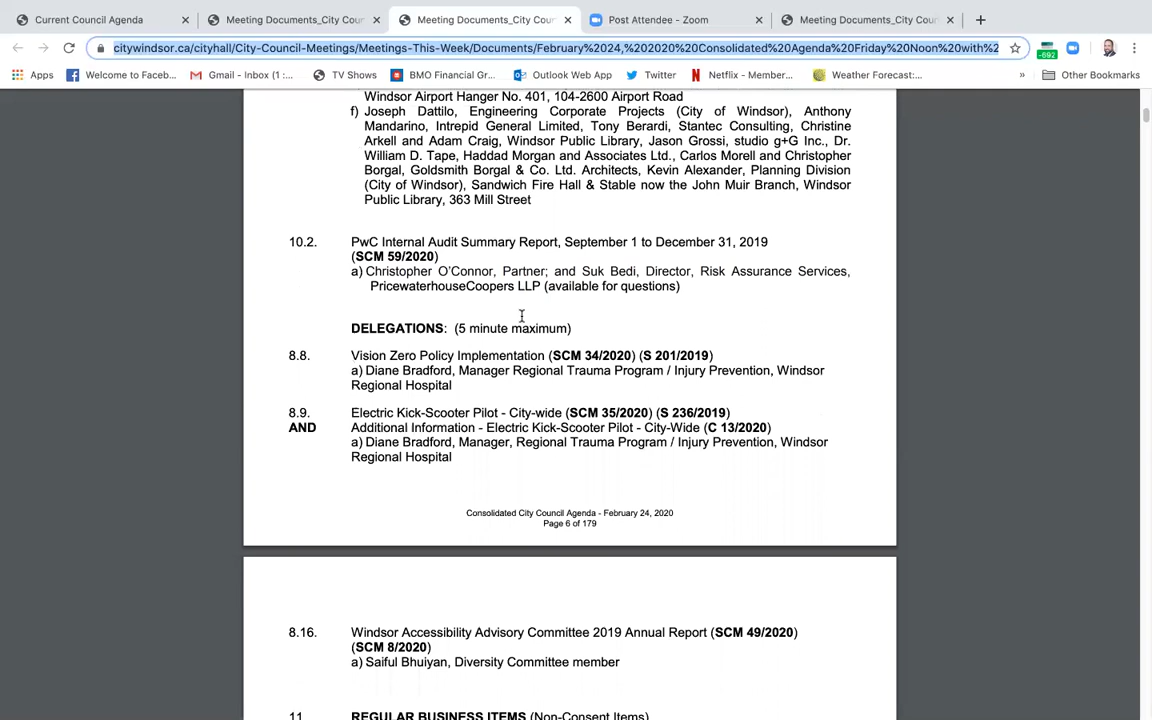 Current Council Agenda
Meeting Documents_City Coun
Meeting Documents_City Coun
Post Attendee - Zoom
Meeting Documents_City Coun
citywindsor.ca/cityhall/City-Council-Meetings/Meetings-This-Week/Documents/February%2024,%202020%20Consolidated%20Agenda%20Friday%20Noon%20with%2
-692
Apps
Welcome to Faceb...
Gmail - Inbox (1 :...
TV Shows
BMO Financial Gr...
Outlook Web App
Twitter
Netflix - Member...
Weather Forecast:...
»
Other Bookmarks
Windsor Airport Hanger No. 401, 104-2600 Airport Road
f) Joseph Dattilo, Engineering Corporate Projects (City of Windsor), Anthony
Mandarino, Intrepid General Limited, Tony Berardi, Stantec Consulting, Christine
Arkell and Adam Craig, Windsor Public Library, Jason Grossi, studio g+G Inc., Dr.
William D. Tape, Haddad Morgan and Associates Ltd., Carlos Morell and Christopher
Borgal, Goldsmith Borgal & Co. Ltd. Architects, Kevin Alexander, Planning Division
(City of Windsor), Sandwich Fire Hall & Stable now the John Muir Branch, Windsor
Public Library, 363 Mill Street
10.2. PwC Internal Audit Summary Report, September 1 to December 31, 2019
(SCM 59/2020)
a) Christopher O'Connor, Partner; and Suk Bedi, Director, Risk Assurance Services,
PricewaterhouseCoopers LLP (available for questions)
DELEGATIONS: (5 minute maximum)
8.8. Vision Zero Policy Implementation (SCM 34/2020) (S 201/2019)
a) Diane Bradford, Manager Regional Trauma Program / Injury Prevention, Windsor
Regional Hospital
8.9. Electric Kick-Scooter Pilot - City-wide (SCM 35/2020) (S 236/2019)
AND Additional Information - Electric Kick-Scooter Pilot - City-Wide (C 13/2020)
a) Diane Bradford, Manager, Regional Trauma Program / Injury Prevention, Windsor
Regional Hospital
Consolidated City Council Agenda - February 24, 2020
Page 6 of 179
8.16. Windsor Accessibility Advisory Committee 2019 Annual Report (SCM 49/2020)
(SCM 8/2020)
a) Saiful Bhuiyan, Diversity Committee member
11. REGULAR BUSINESS ITEMS (Non-Consent Items)